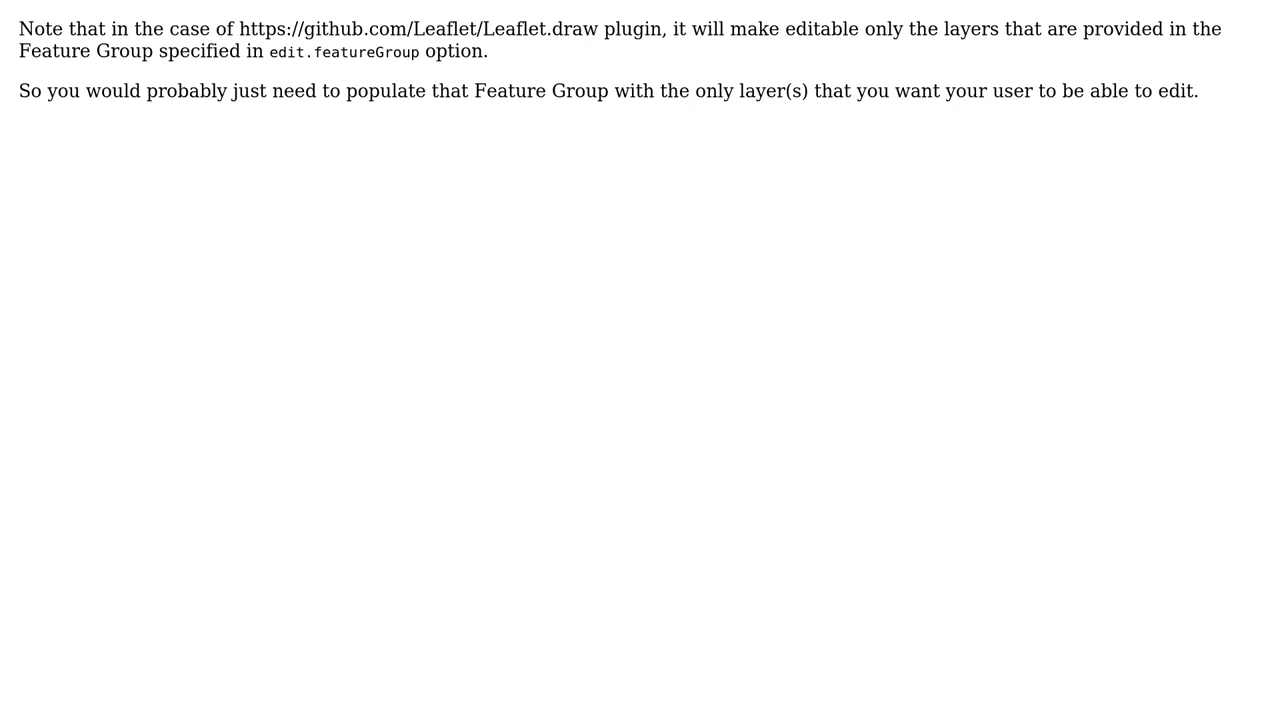 Note that in the case of https://github.com/Leaflet/Leaflet.draw plugin, it will make editable only the layers that are provided in the
Feature Group specified in edit.featureGroup option.
So you would probably just need to populate that Feature Group with the only layer(s) that you want your user to be able to edit.